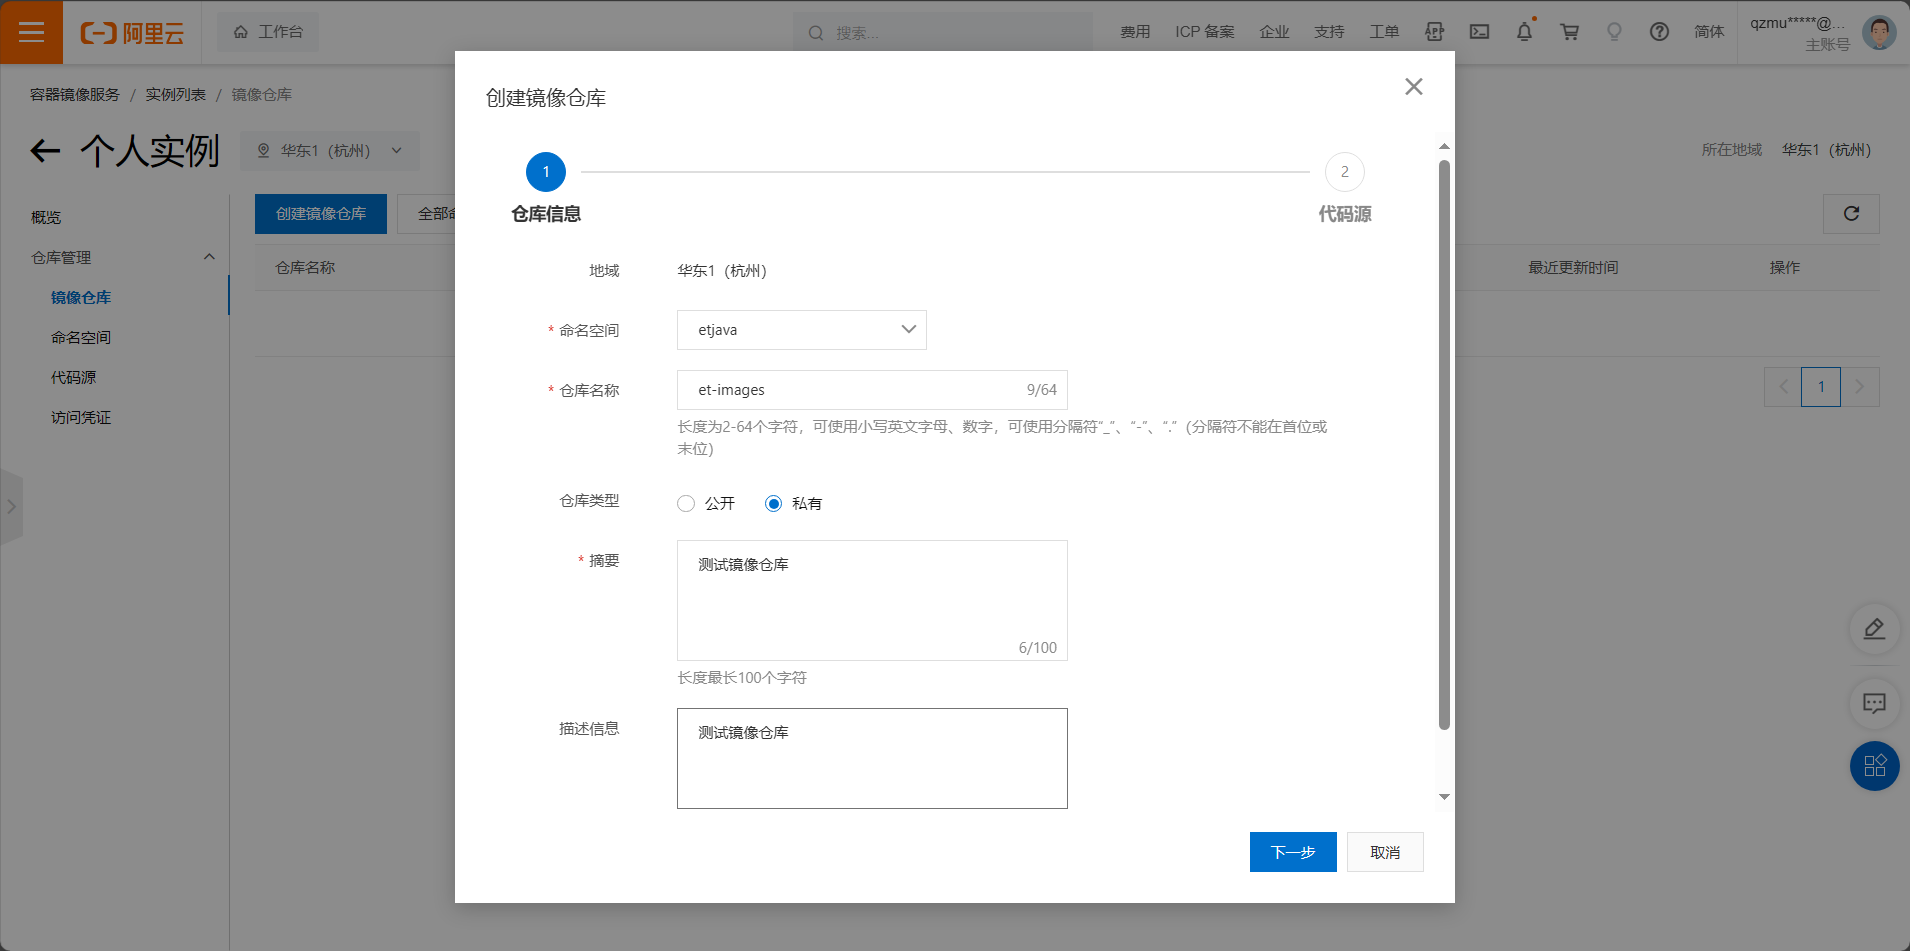 阿里云
工作台
搜索...
费用
ICP 备案
企业
支持
工单
简体
qzmu*****@...
主账号
容器镜像服务 / 实例列表 / 镜像仓库
个人实例
华东1（杭州）
所在地域 华东1（杭州）
概览
仓库管理
镜像仓库
命名空间
代码源
访问凭证
创建镜像仓库
全部命
仓库名称
最近更新时间
操作
1
创建镜像仓库
1
2
仓库信息
代码源
地域
华东1（杭州）
* 命名空间
etjava
* 仓库名称
et-images
9/64
长度为2-64个字符，可使用小写英文字母、数字，可使用分隔符“_”、“-”、“.”（分隔符不能在首位或
末位）
仓库类型
公开
私有
* 摘要
测试镜像仓库
6/100
长度最长100个字符
描述信息
测试镜像仓库
下一步
取消